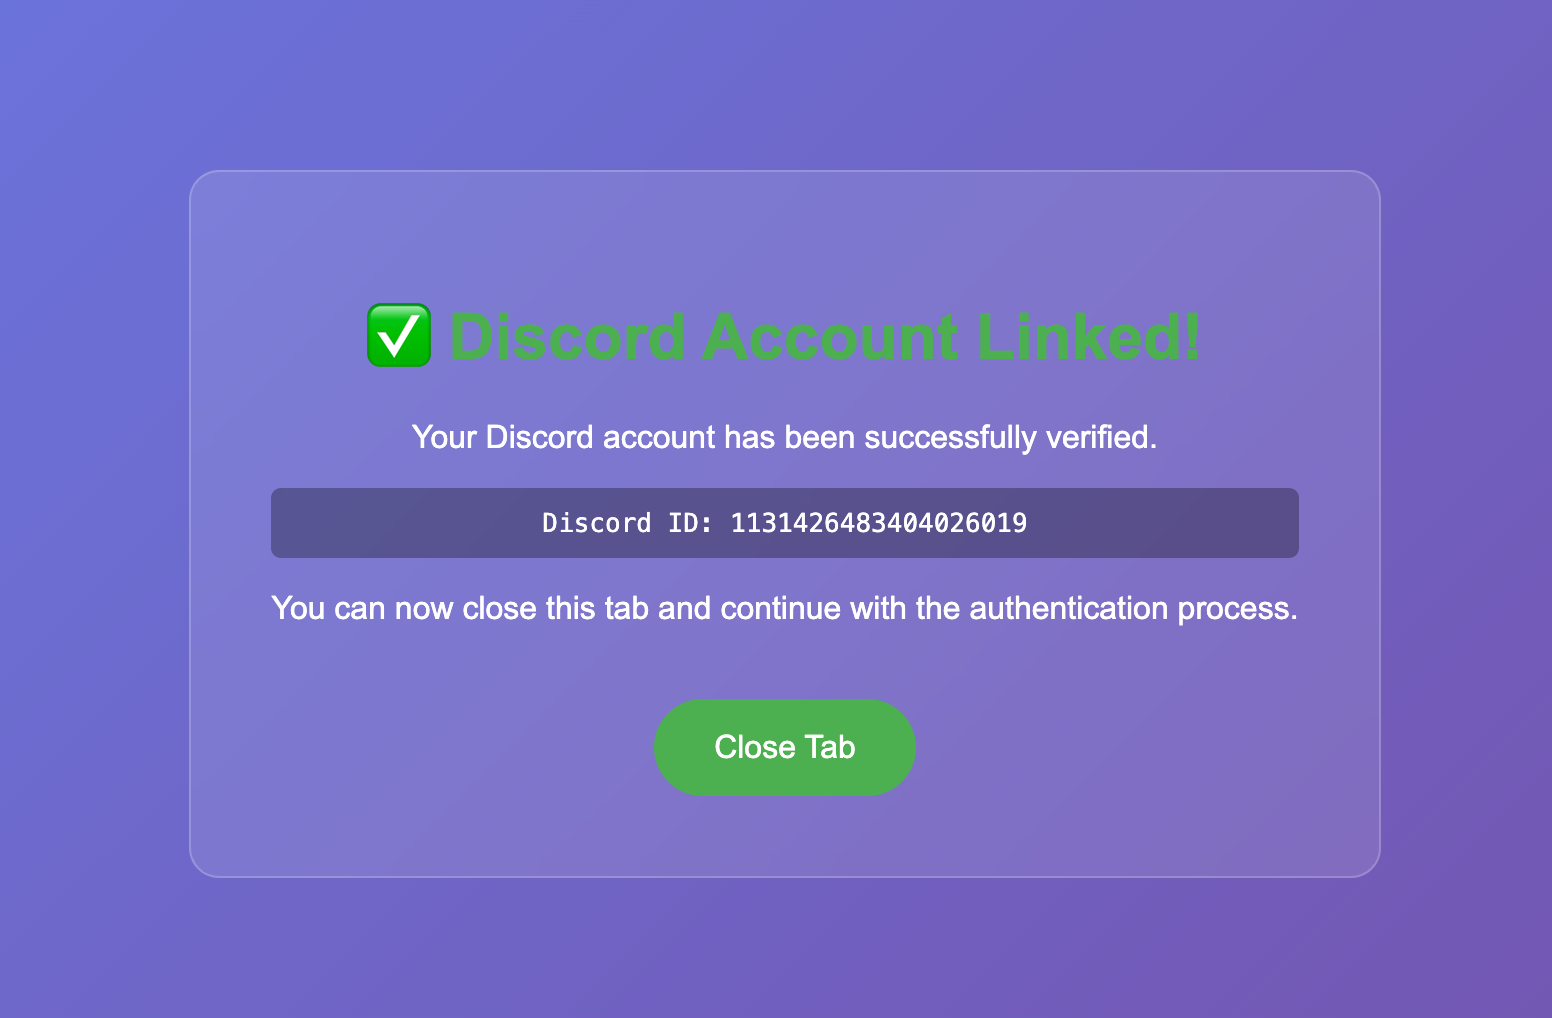 ✅ Discord Account Linked!
Your Discord account has been successfully verified.
Discord ID: 1131426483404026019
You can now close this tab and continue with the authentication process.
Close Tab